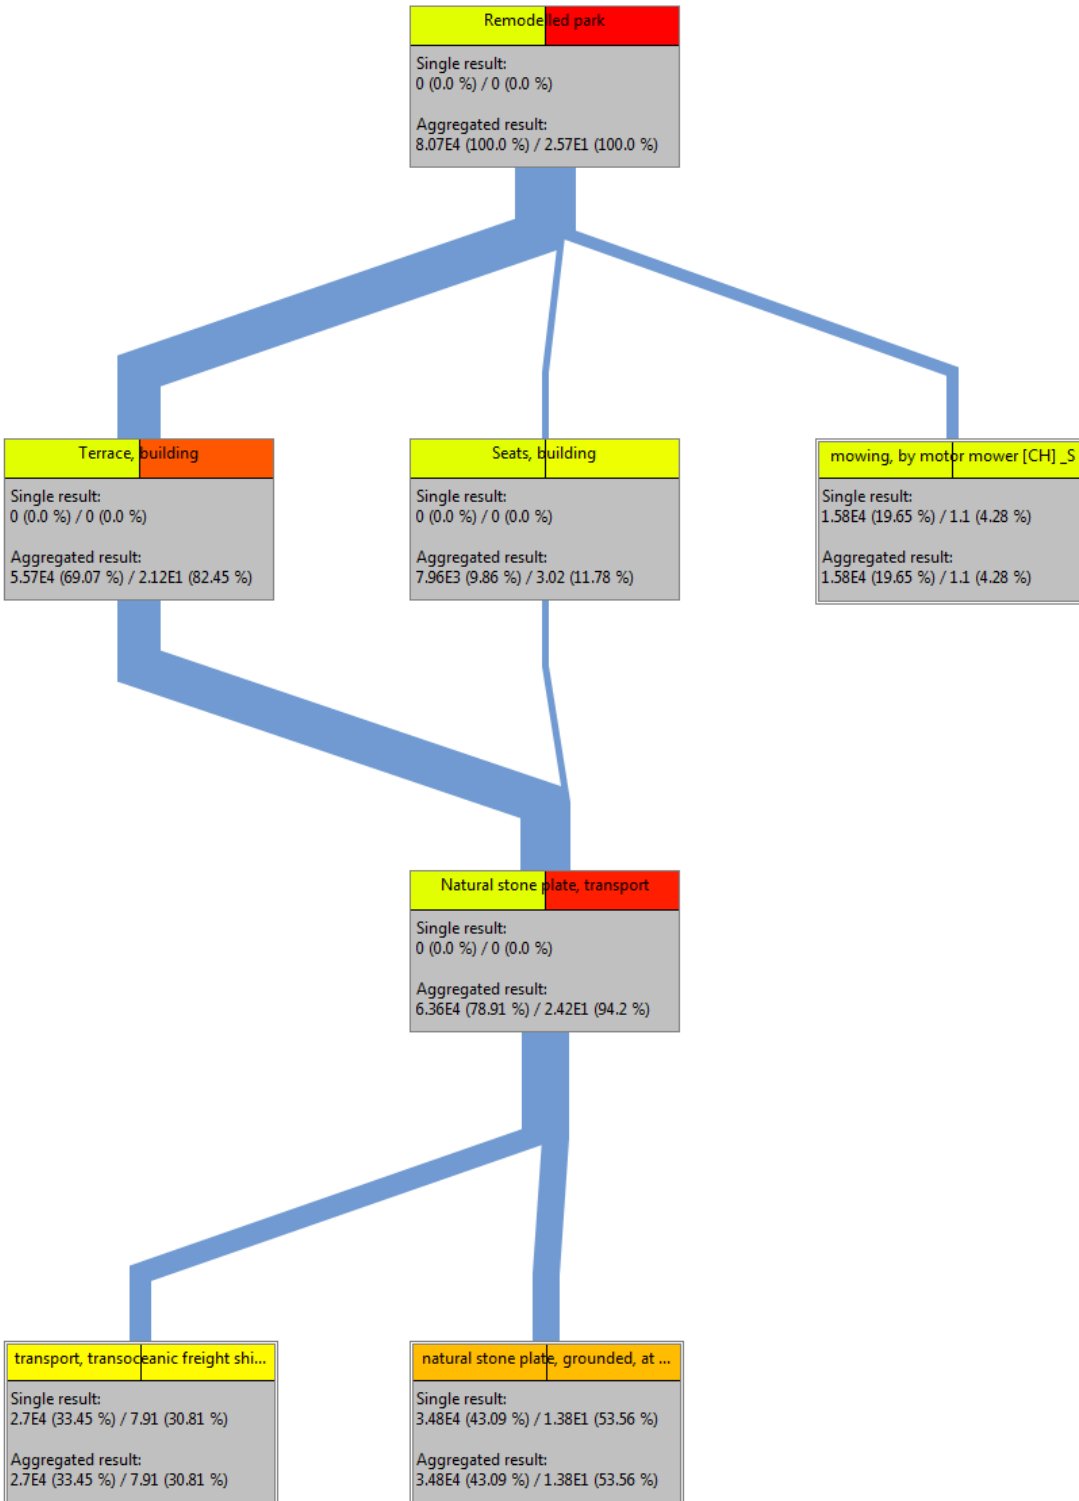 Remodelled park
Single result:
0 (0.0 %) / 0 (0.0 %)
Aggregated result:
8.07E4 (100.0 %) / 2.57E1 (100.0 %)
Terrace, building
Single result:
0 (0.0 %) / 0 (0.0 %)
Aggregated result:
5.57E4 (69.07 %) / 2.12E1 (82.45 %)
Seats, building
Single result:
0 (0.0 %) / 0 (0.0 %)
Aggregated result:
7.96E3 (9.86 %) / 3.02 (11.78 %)
mowing, by motor mower [CH] _S
Single result:
1.58E4 (19.65 %) / 1.1 (4.28 %)
Aggregated result:
1.58E4 (19.65 %) / 1.1 (4.28 %)
Natural stone plate, transport
Single result:
0 (0.0 %) / 0 (0.0 %)
Aggregated result:
6.36E4 (78.91 %) / 2.42E1 (94.2 %)
transport, transoceanic freight shi...
Single result:
2.7E4 (33.45 %) / 7.91 (30.81 %)
Aggregated result:
2.7E4 (33.45 %) / 7.91 (30.81 %)
natural stone plate, grounded, at ...
Single result:
3.48E4 (43.09 %) / 1.38E1 (53.56 %)
Aggregated result:
3.48E4 (43.09 %) / 1.38E1 (53.56 %)